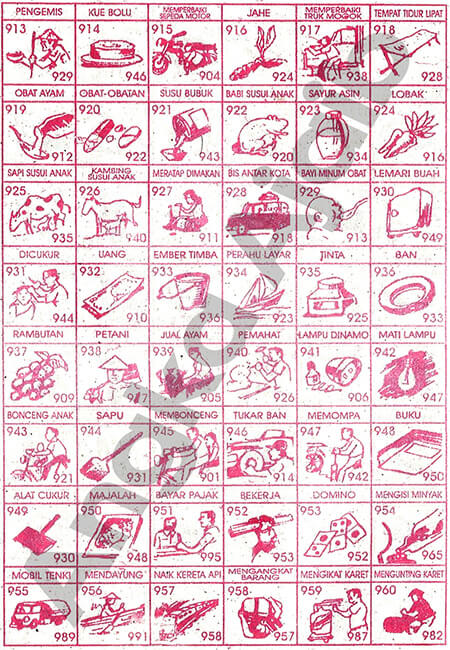 PENGEMIS KUE BOLU MEMPERBAIKI SEPEDA MOTOR JAHE MEMPERBAIKI TRUK MOGOK TEMPAT TIDUR LIPAT
913 914 915 916 917 918
929 946 904 924 938 928
OBAT AYAM OBAT-OBATAN SUSU BUBUK BABI SUSUI ANAK SAYUR ASIN LOBAK
919 920 921 922 923 924
912 922 943 920 934 916
SAPI SUSUI ANAK KAMBING SUSUI ANAK MERATAP DIMAKAN BIS ANTAR KOTA BAYI MINUM OBAT LEMARI BUAH
925 926 927 928 929 930
935 940 911 918 913 949
DICUKUR UANG EMBER TIMBA PERAHU LAYAR TINTA BAN
931 932 933 934 935 936
944 910 936 923 925 933
RAMBUTAN PETANI JUAL AYAM PEMAHAT LAMPU DINAMO MATI LAMPU
937 938 939 940 941 942
909 917 905 926 906 947
BONCENG ANAK SAPU MEMBONCENG TUKAR BAN MEMOMPA BUKU
943 944 945 946 947 948
921 931 901 914 942 950
ALAT CUKUR MAJALAH BAYAR PAJAK BEKERJA DOMINO MENGISI MINYAK
949 950 951 952 953 954
930 948 995 953 952 965
MOBIL TENKI MENDAYUNG NAIK KERETA API MENGANGKAT BARANG MENGIKAT KARET MENGUNTING KARET
955 956 957 958 959 960
989 991 958 957 987 982
Angka Ajaib